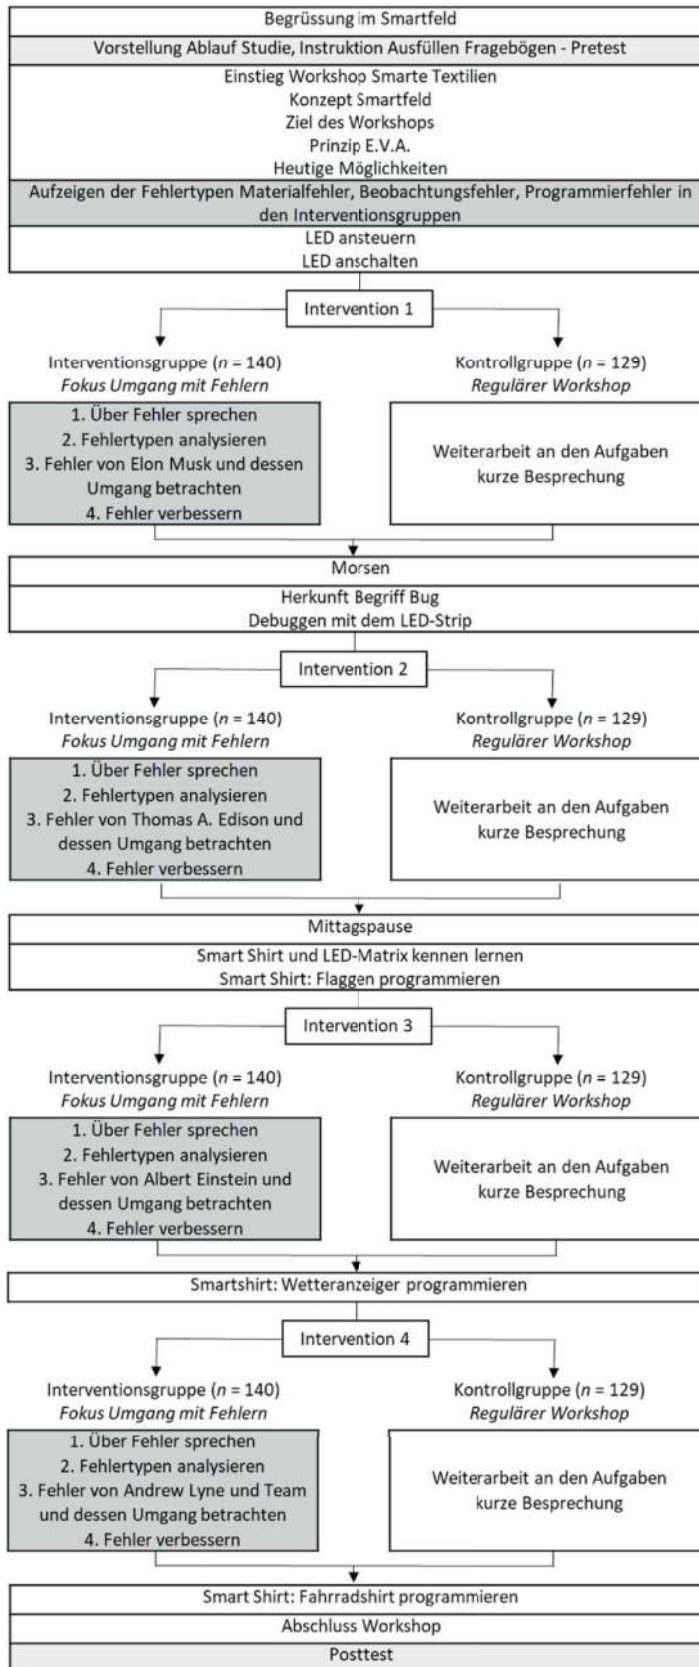 Begrüssung im Smartfeld
Vorstellung Ablauf Studie, Instruktion Ausfüllen Fragebögen - Pretest
Einstieg Workshop Smarte Textilien
Konzept Smartfeld
Ziel des Workshops
Prinzip E.V.A.
Heutige Möglichkeiten
Aufzeigen der Fehlertypen Materialfehler, Beobachtungsfehler, Programmierfehler in
den Interventionsgruppen
LED ansteuern
LED anschalten
Intervention 1
Interventionsgruppe (n = 140)
Fokus Umgang mit Fehlern
1. Über Fehler sprechen
2. Fehlertypen analysieren
3. Fehler von Elon Musk und dessen
Umgang betrachten
4. Fehler verbessern
Kontrollgruppe (n = 129)
Regulärer Workshop
Weiterarbeit an den Aufgaben
kurze Besprechung
Morsen
Herkunft Begriff Bug
Debuggen mit dem LED-Strip
Intervention 2
Interventionsgruppe (n = 140)
Fokus Umgang mit Fehlern
1. Über Fehler sprechen
2. Fehlertypen analysieren
3. Fehler von Thomas A. Edison und
dessen Umgang betrachten
4. Fehler verbessern
Kontrollgruppe (n = 129)
Regulärer Workshop
Weiterarbeit an den Aufgaben
kurze Besprechung
Mittagspause
Smart Shirt und LED-Matrix kennen lernen
Smart Shirt: Flaggen programmieren
Intervention 3
Interventionsgruppe (n = 140)
Fokus Umgang mit Fehlern
1. Über Fehler sprechen
2. Fehlertypen analysieren
3. Fehler von Albert Einstein und
dessen Umgang betrachten
4. Fehler verbessern
Kontrollgruppe (n = 129)
Regulärer Workshop
Weiterarbeit an den Aufgaben
kurze Besprechung
Smartshirt: Wetteranzeiger programmieren
Intervention 4
Interventionsgruppe (n = 140)
Fokus Umgang mit Fehlern
1. Über Fehler sprechen
2. Fehlertypen analysieren
3. Fehler von Andrew Lyne und Team
und dessen Umgang betrachten
4. Fehler verbessern
Kontrollgruppe (n = 129)
Regulärer Workshop
Weiterarbeit an den Aufgaben
kurze Besprechung
Smart Shirt: Fahrradshirt programmieren
Abschluss Workshop
Posttest